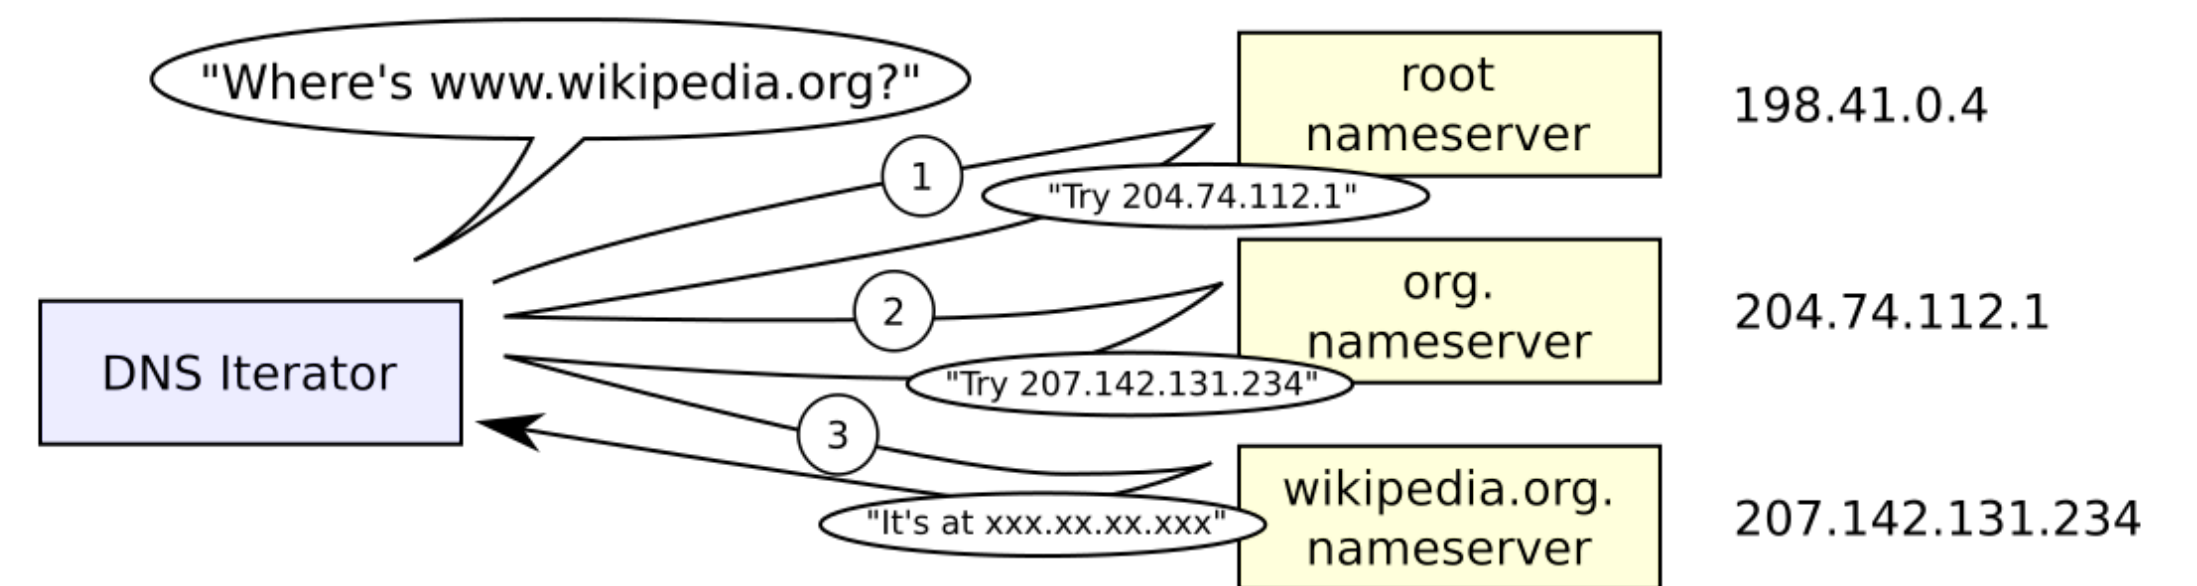 "Where's www.wikipedia.org?"
root
nameserver
198.41.0.4
1
"Try 204.74.112.1"
org.
nameserver
204.74.112.1
2
DNS Iterator
"Try 207.142.131.234"
3
wikipedia.org.
nameserver
207.142.131.234
"It's at xxx.xx.xx.xxx"